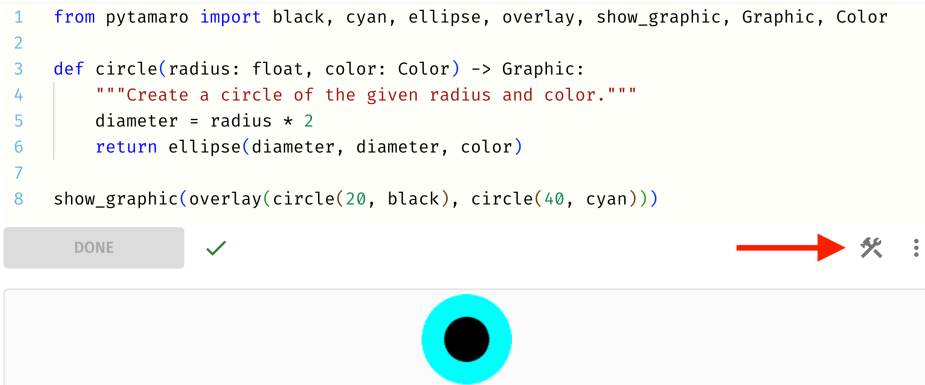 1 from pytamaro import black, cyan, ellipse, overlay, show_graphic, Graphic, Color
2
3 def circle(radius: float, color: Color) -> Graphic:
4     """Create a circle of the given radius and color."""
5     diameter = radius * 2
6     return ellipse(diameter, diameter, color)
7
8 show_graphic(overlay(circle(20, black), circle(40, cyan)))
DONE